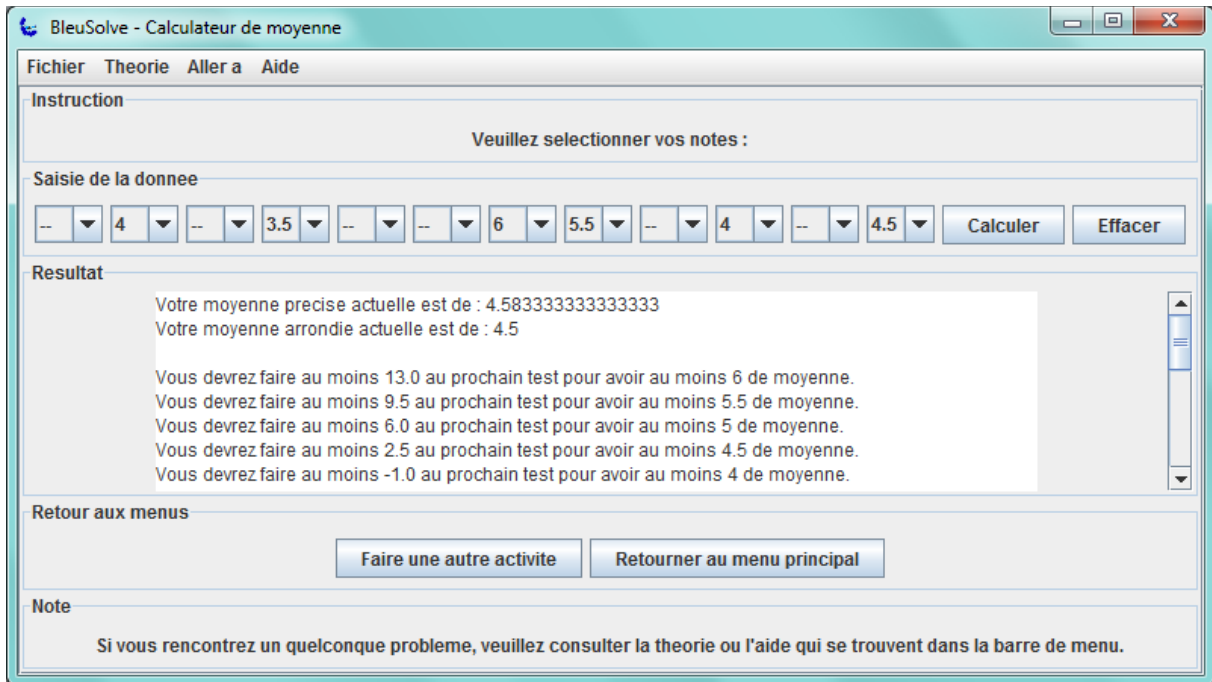 BleuSolve - Calculateur de moyenne
Fichier Theorie Aller a Aide
Instruction
Veuillez selectionner vos notes :
Saisie de la donnee
-- 4 -- 3.5 -- -- 6 5.5 -- 4 -- 4.5 Calculer Effacer
Resultat
Votre moyenne precise actuelle est de : 4.583333333333333
Votre moyenne arrondie actuelle est de : 4.5
Vous devrez faire au moins 13.0 au prochain test pour avoir au moins 6 de moyenne.
Vous devrez faire au moins 9.5 au prochain test pour avoir au moins 5.5 de moyenne.
Vous devrez faire au moins 6.0 au prochain test pour avoir au moins 5 de moyenne.
Vous devrez faire au moins 2.5 au prochain test pour avoir au moins 4.5 de moyenne.
Vous devrez faire au moins -1.0 au prochain test pour avoir au moins 4 de moyenne.
Retour aux menus
Faire une autre activite Retourner au menu principal
Note
Si vous rencontrez un quelconque probleme, veuillez consulter la theorie ou l'aide qui se trouvent dans la barre de menu.